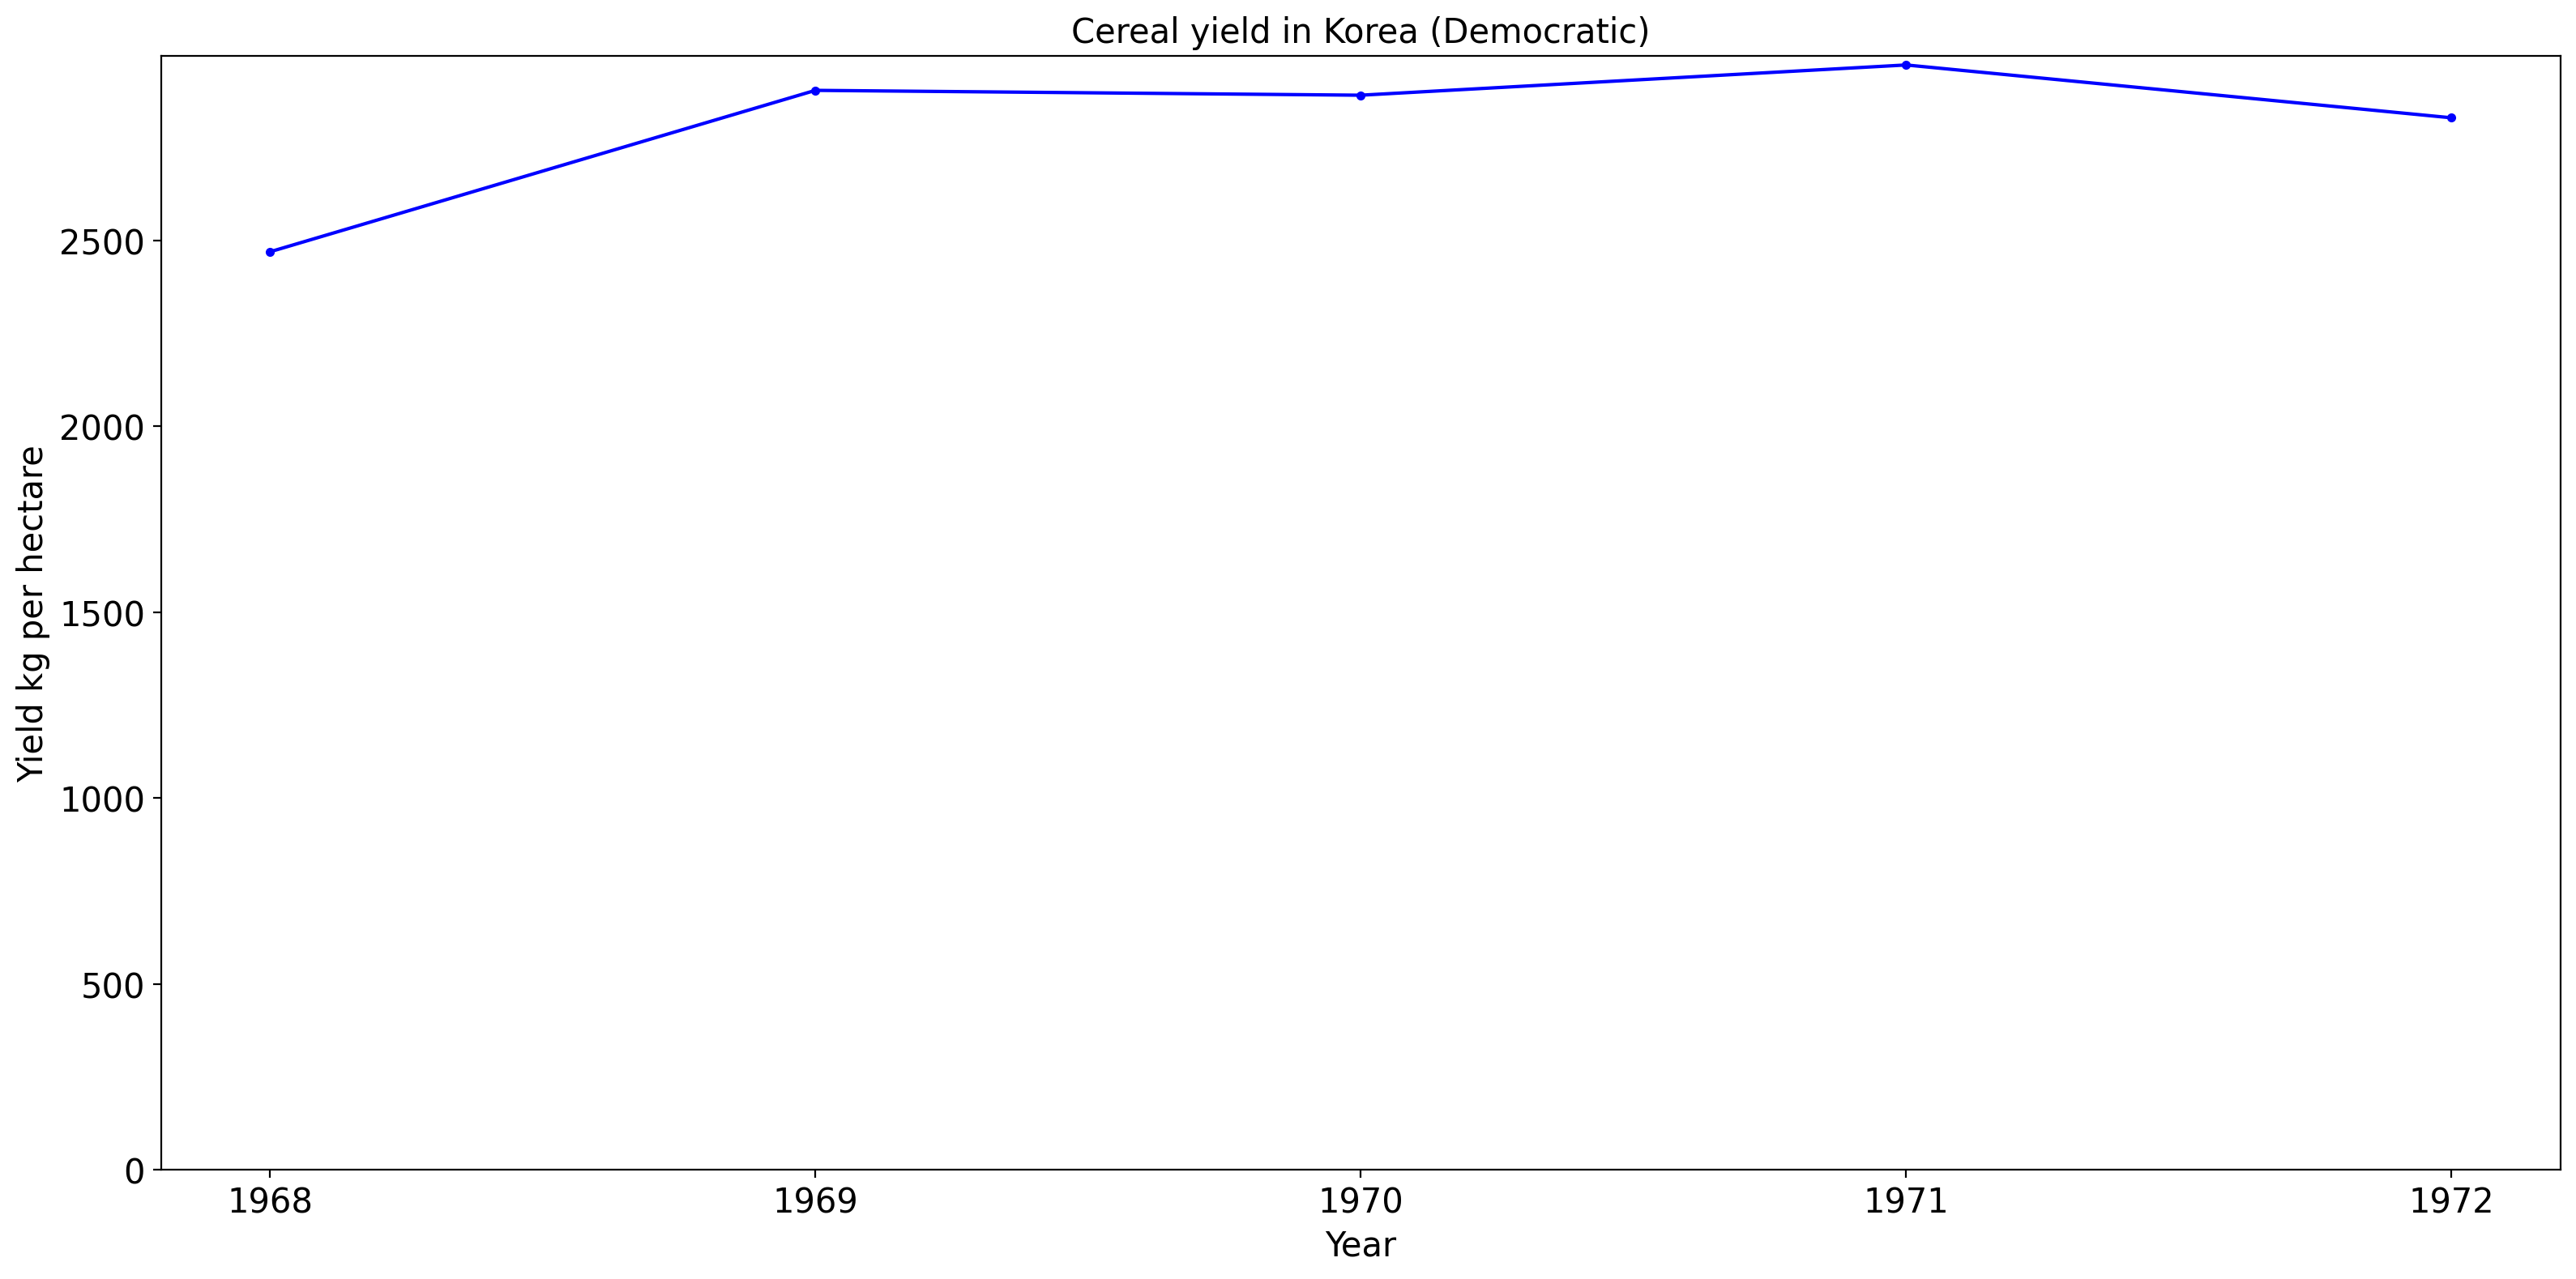 Cereal yield in Korea (Democratic)
Yield kg per hectare
2500
2000
1500
1000
500
0
1968 1969 1970 1971 1972
Year